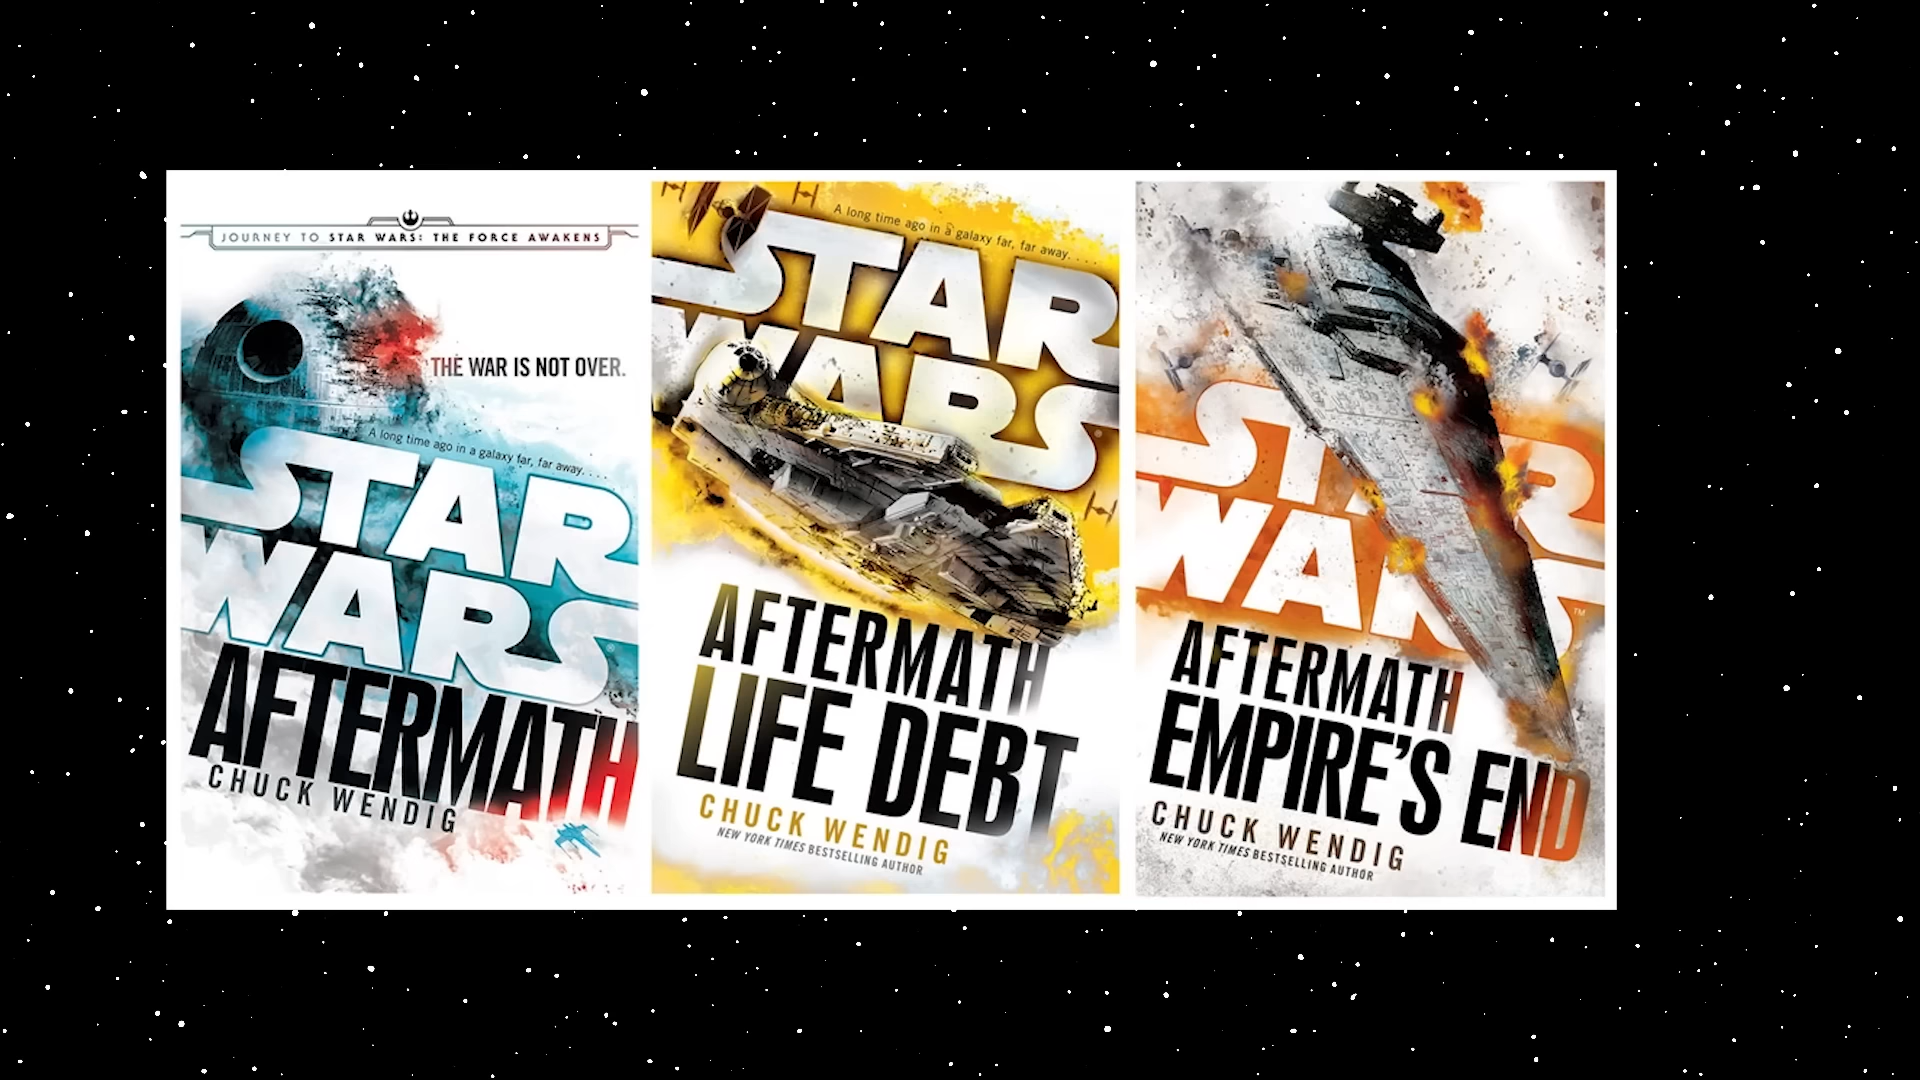 JOURNEY TO STAR WARS: THE FORCE AWAKENS
THE WAR IS NOT OVER.
A long time ago in a galaxy far, far away. . . .
STAR
WARS
®
AFTERMATH
CHUCK WENDIG
A long time ago in a galaxy far, far away. . . .
STAR
WARS
®
AFTERMATH
LIFE DEBT
CHUCK WENDIG
NEW YORK TIMES BESTSELLING AUTHOR
STAR
WARS
TM
AFTERMATH
EMPIRE'S END
CHUCK WENDIG
NEW YORK TIMES BESTSELLING AUTHOR